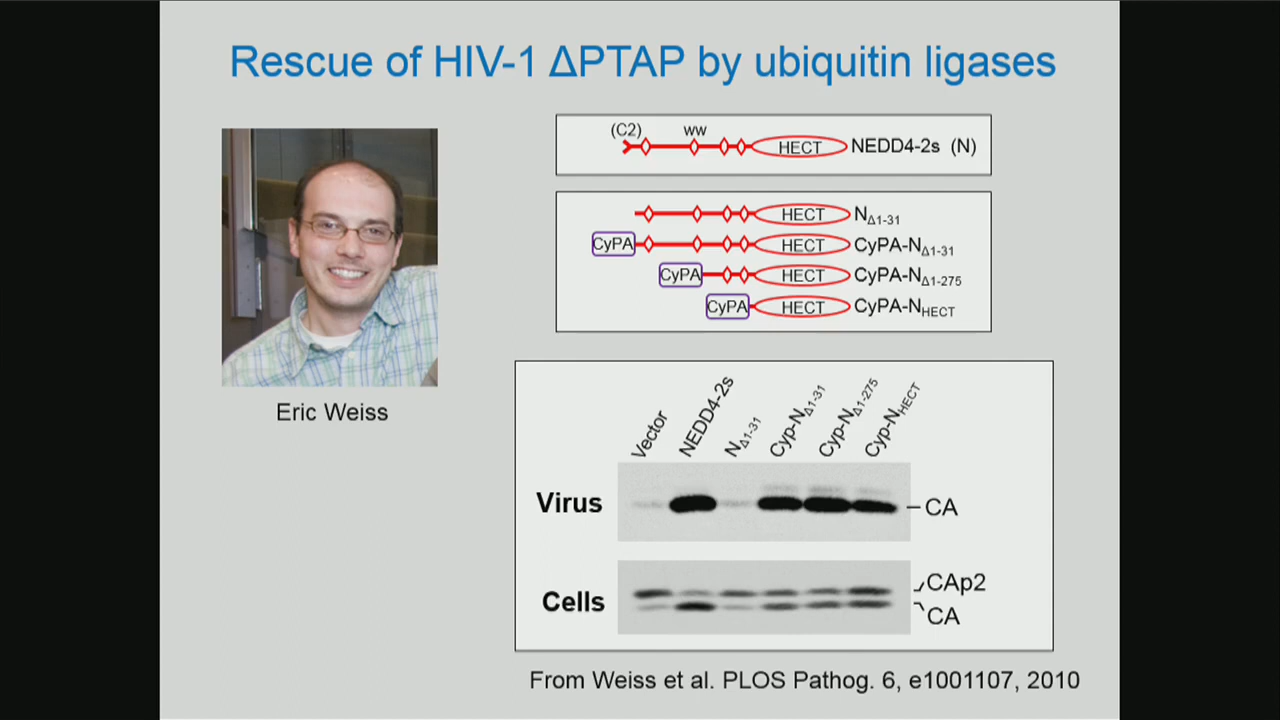 Rescue of HIV-1 ΔPTAP by ubiquitin ligases
(C2) WW
HECT NEDD4-2s (N)
HECT NΔ1-31
CyPA HECT CyPA-NΔ1-31
CyPA HECT CyPA-NΔ1-275
CyPA HECT CyPA-NHECT
Eric Weiss
Vector NEDD4-2s NΔ1-31 Cyp-NΔ1-31 Cyp-NΔ1-275 Cyp-NHECT
Virus CA
CAp2
Cells
CA
From Weiss et al. PLOS Pathog. 6, e1001107, 2010